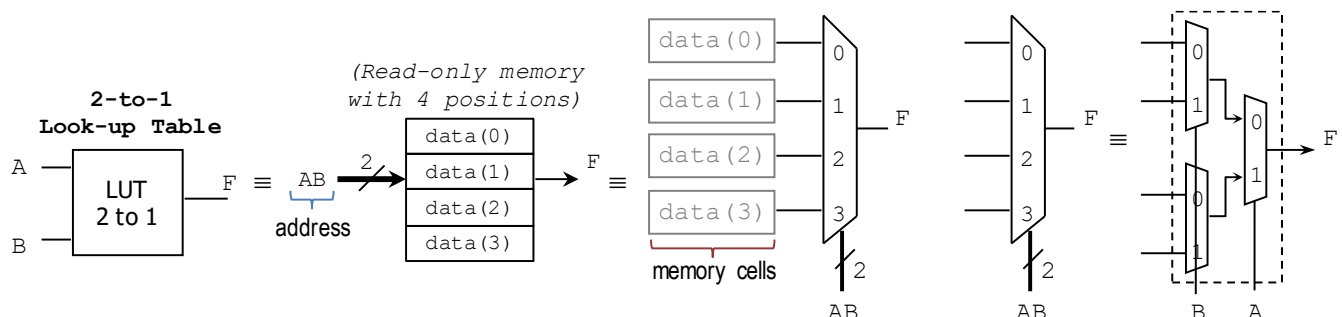 2-to-1
Look-up Table
A
B
LUT
2 to 1
F
≡
AB
address
2
(Read-only memory
with 4 positions)
data(0)
data(1)
data(2)
data(3)
F
≡
data(0)
data(1)
data(2)
data(3)
memory cells
0
1
2
3
F
2
AB
0
1
2
3
F
2
AB
≡
0
1
0
1
0
1
F
B
A